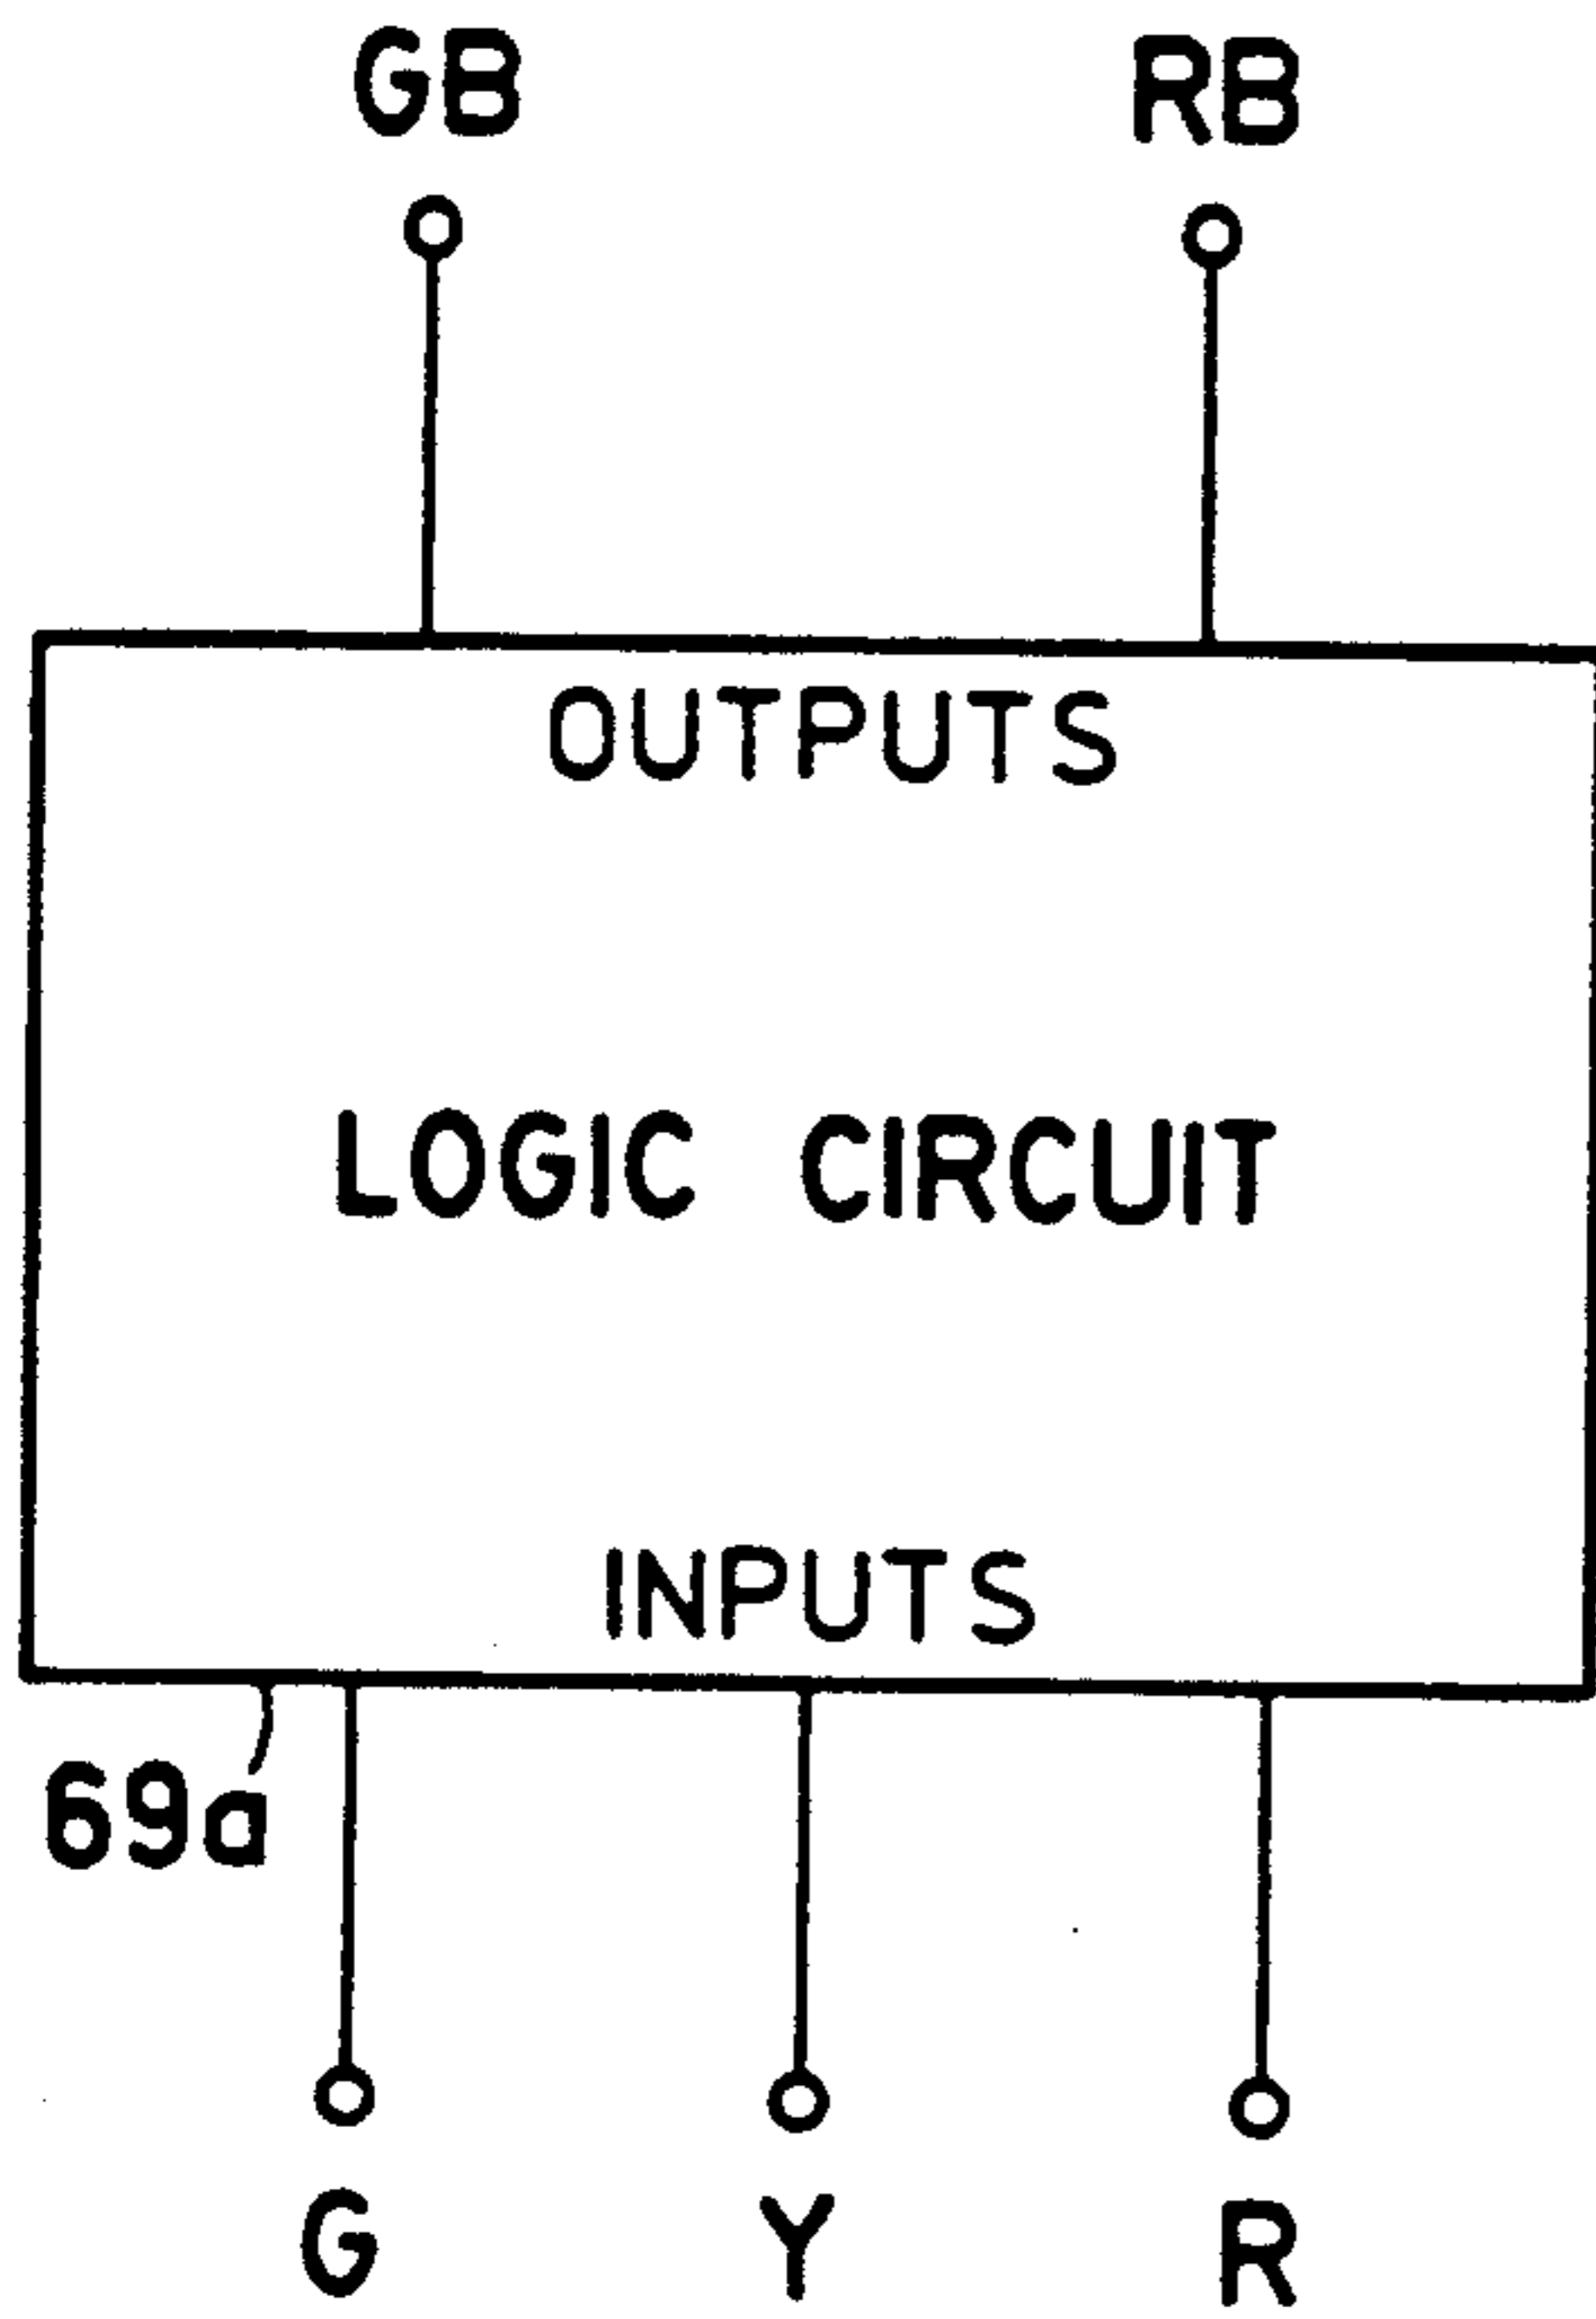 GB RB
OUTPUTS
LOGIC CIRCUIT
INPUTS
69a
G Y R